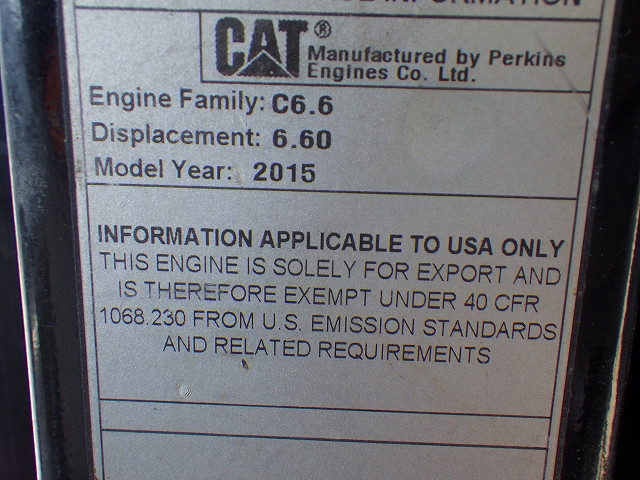 INFORMATION
CAT®
Manufactured by Perkins
Engines Co. Ltd.
Engine Family: C6.6
Displacement: 6.60
Model Year: 2015
INFORMATION APPLICABLE TO USA ONLY
THIS ENGINE IS SOLELY FOR EXPORT AND
IS THEREFORE EXEMPT UNDER 40 CFR
1068.230 FROM U.S. EMISSION STANDARDS
AND RELATED REQUIREMENTS